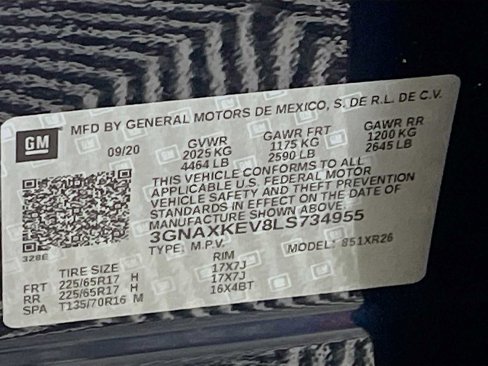 MFD BY GENERAL MOTORS DE MEXICO, S. DE R.L. DE C.V.
GM
09/20 GVWR GAWR FRT GAWR RR
2025 KG 1175 KG 1200 KG
4464 LB 2590 LB 2645 LB
THIS VEHICLE CONFORMS TO ALL
APPLICABLE U.S. FEDERAL MOTOR
VEHICLE SAFETY AND THEFT PREVENTION
STANDARDS IN EFFECT ON THE DATE OF
MANUFACTURE SHOWN ABOVE.
3GNAXKEV8LS734955
TYPE: M.P.V. MODEL: 851XR26
328E
TIRE SIZE RIM
FRT 225/65R17 H 17X7J
RR 225/65R17 H 17X7J
SPA T135/70R16 M 16X4BT